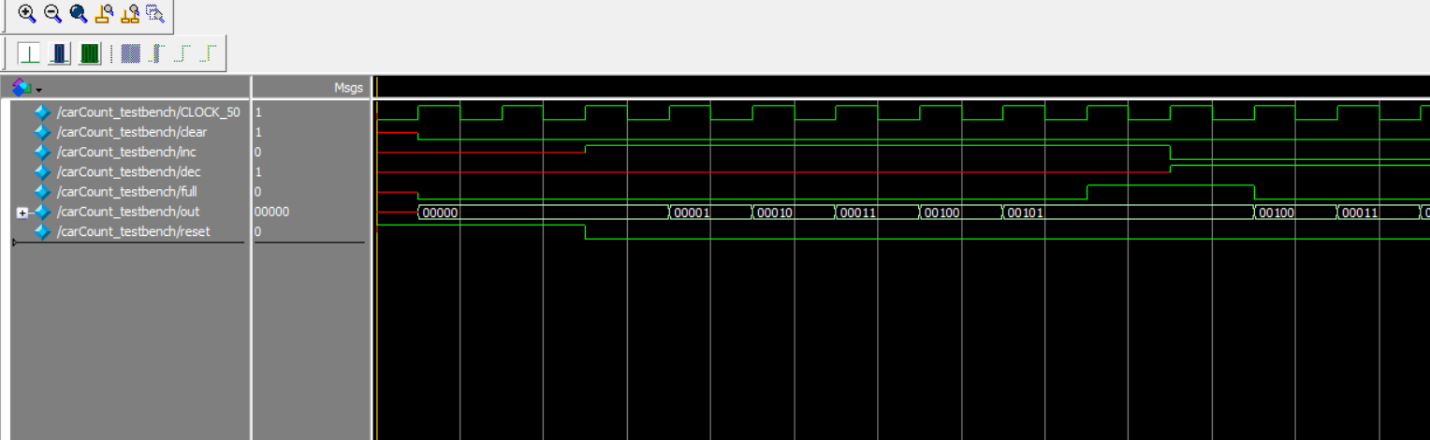 Msgs
/carCount_testbench/CLOCK_50 1
/carCount_testbench/clear 1
/carCount_testbench/inc 0
/carCount_testbench/dec 1
/carCount_testbench/full 0
/carCount_testbench/out 00000 00000 00001 00010 00011 00100 00101 00100 00011
/carCount_testbench/reset 0